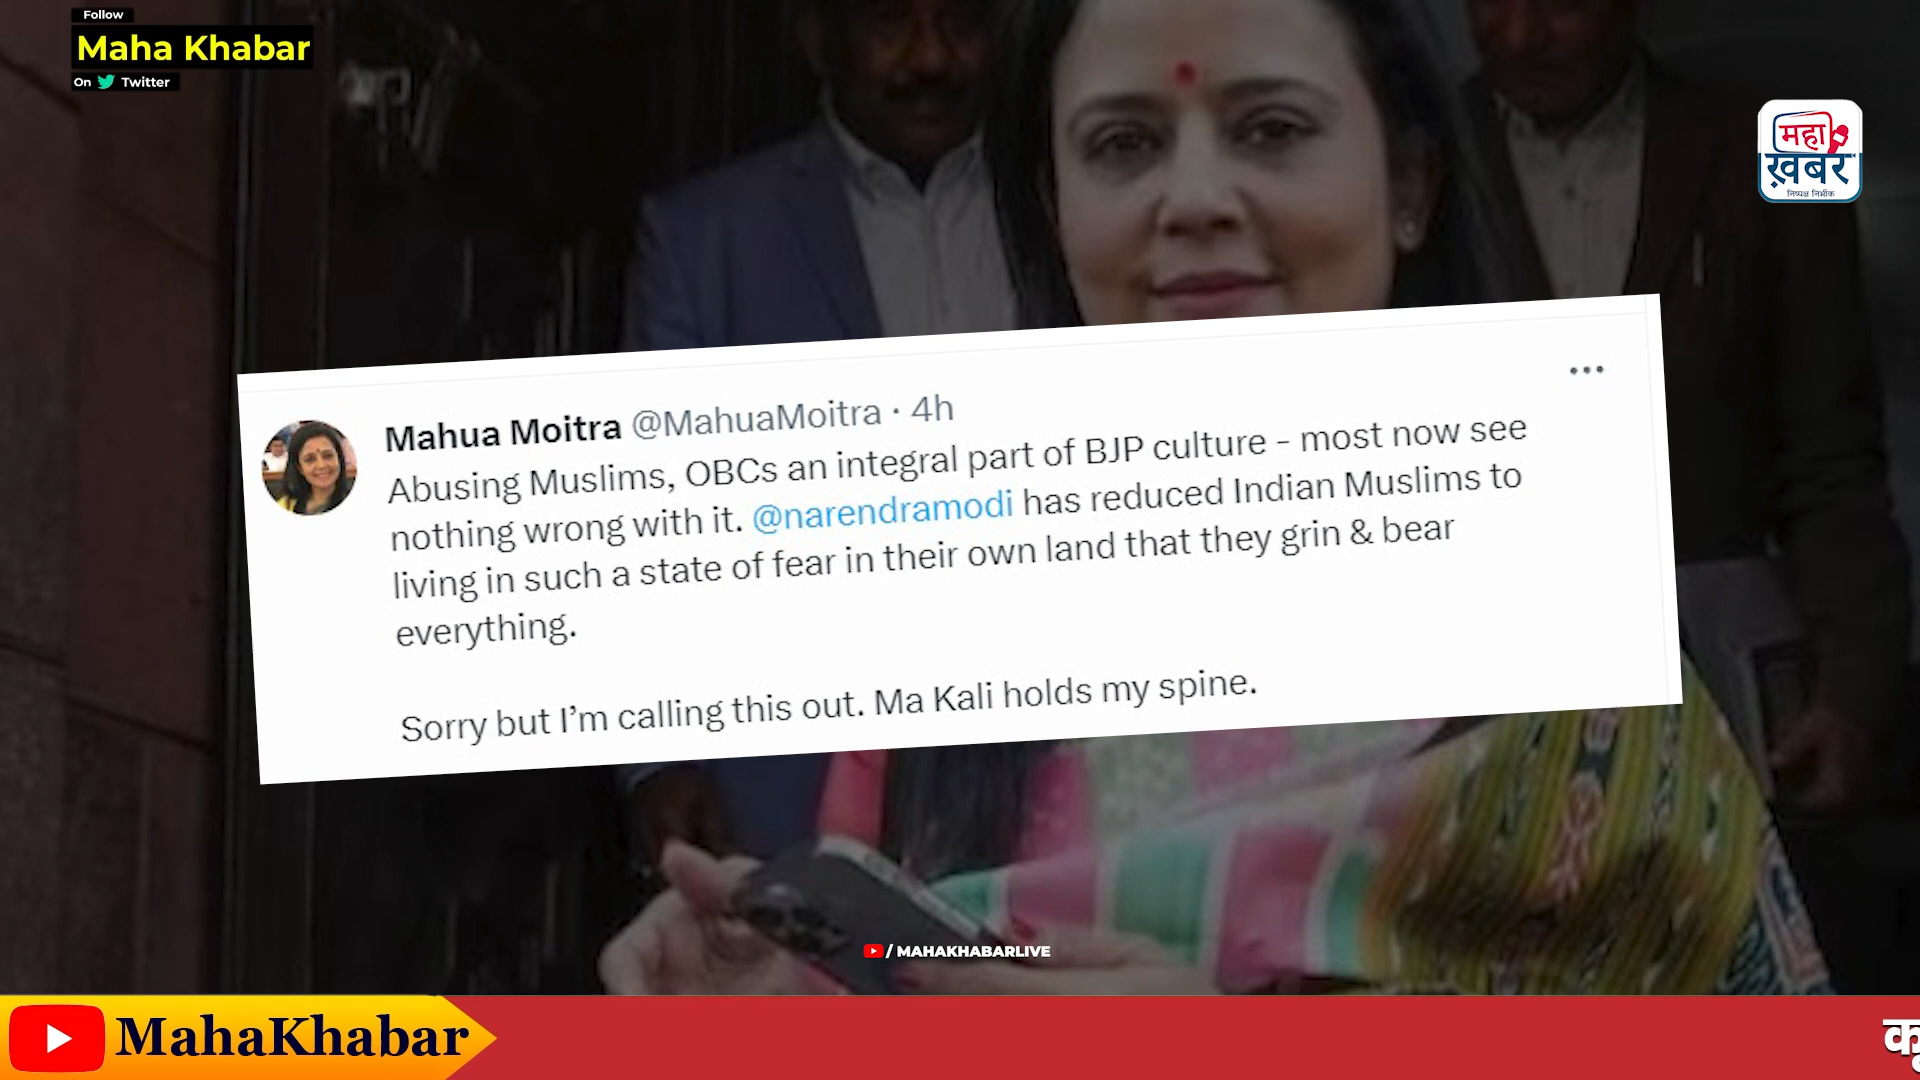 Follow
Maha Khabar
On Twitter
महा
ख़बर
निष्पक्ष निर्भीक
Mahua Moitra @MahuaMoitra · 4h
Abusing Muslims, OBCs an integral part of BJP culture - most now see
nothing wrong with it. @narendramodi has reduced Indian Muslims to
living in such a state of fear in their own land that they grin & bear
everything.
Sorry but I’m calling this out. Ma Kali holds my spine.
/ MAHAKHABARLIVE
MahaKhabar